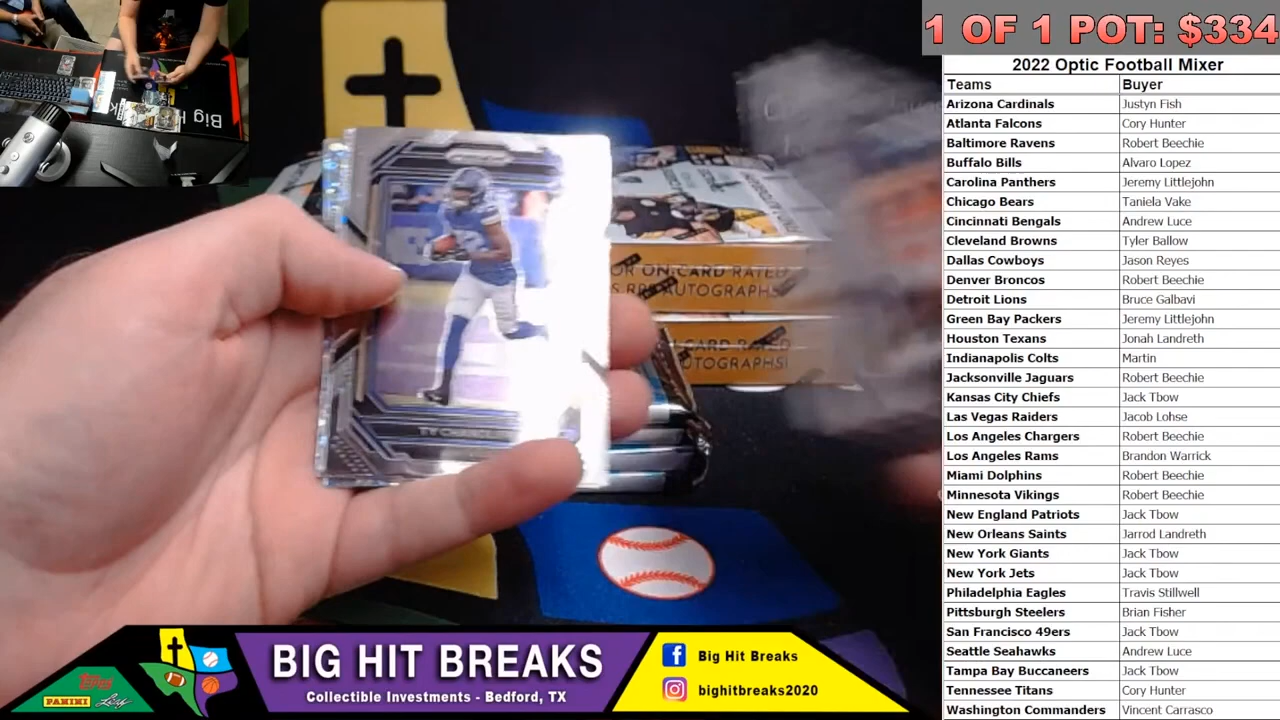 1 OF 1 POT: $334
2022 Optic Football Mixer
Teams Buyer
Arizona Cardinals Justyn Fish
Atlanta Falcons Cory Hunter
Baltimore Ravens Robert Beechie
Buffalo Bills Alvaro Lopez
Carolina Panthers Jeremy Littlejohn
Chicago Bears Taniela Vake
Cincinnati Bengals Andrew Luce
Cleveland Browns Tyler Ballow
Dallas Cowboys Jason Reyes
Denver Broncos Robert Beechie
Detroit Lions Bruce Galbavi
Green Bay Packers Jeremy Littlejohn
Houston Texans Jonah Landreth
Indianapolis Colts Martin
Jacksonville Jaguars Robert Beechie
Kansas City Chiefs Jack Tbow
Las Vegas Raiders Jacob Lohse
Los Angeles Chargers Robert Beechie
Los Angeles Rams Brandon Warrick
Miami Dolphins Robert Beechie
Minnesota Vikings Robert Beechie
New England Patriots Jack Tbow
New Orleans Saints Jarrod Landreth
New York Giants Jack Tbow
New York Jets Jack Tbow
Philadelphia Eagles Travis Stillwell
Pittsburgh Steelers Brian Fisher
San Francisco 49ers Jack Tbow
Seattle Seahawks Andrew Luce
Tampa Bay Buccaneers Jack Tbow
Tennessee Titans Cory Hunter
Washington Commanders Vincent Carrasco
Big H
OR ON-CARD RATED
AUTOGRAPHS!
CARD RATED
AUTOGRAPHS!
Topps
PANINI
Leaf
BIG HIT BREAKS
Collectible Investments - Bedford, TX
Big Hit Breaks
bighitbreaks2020